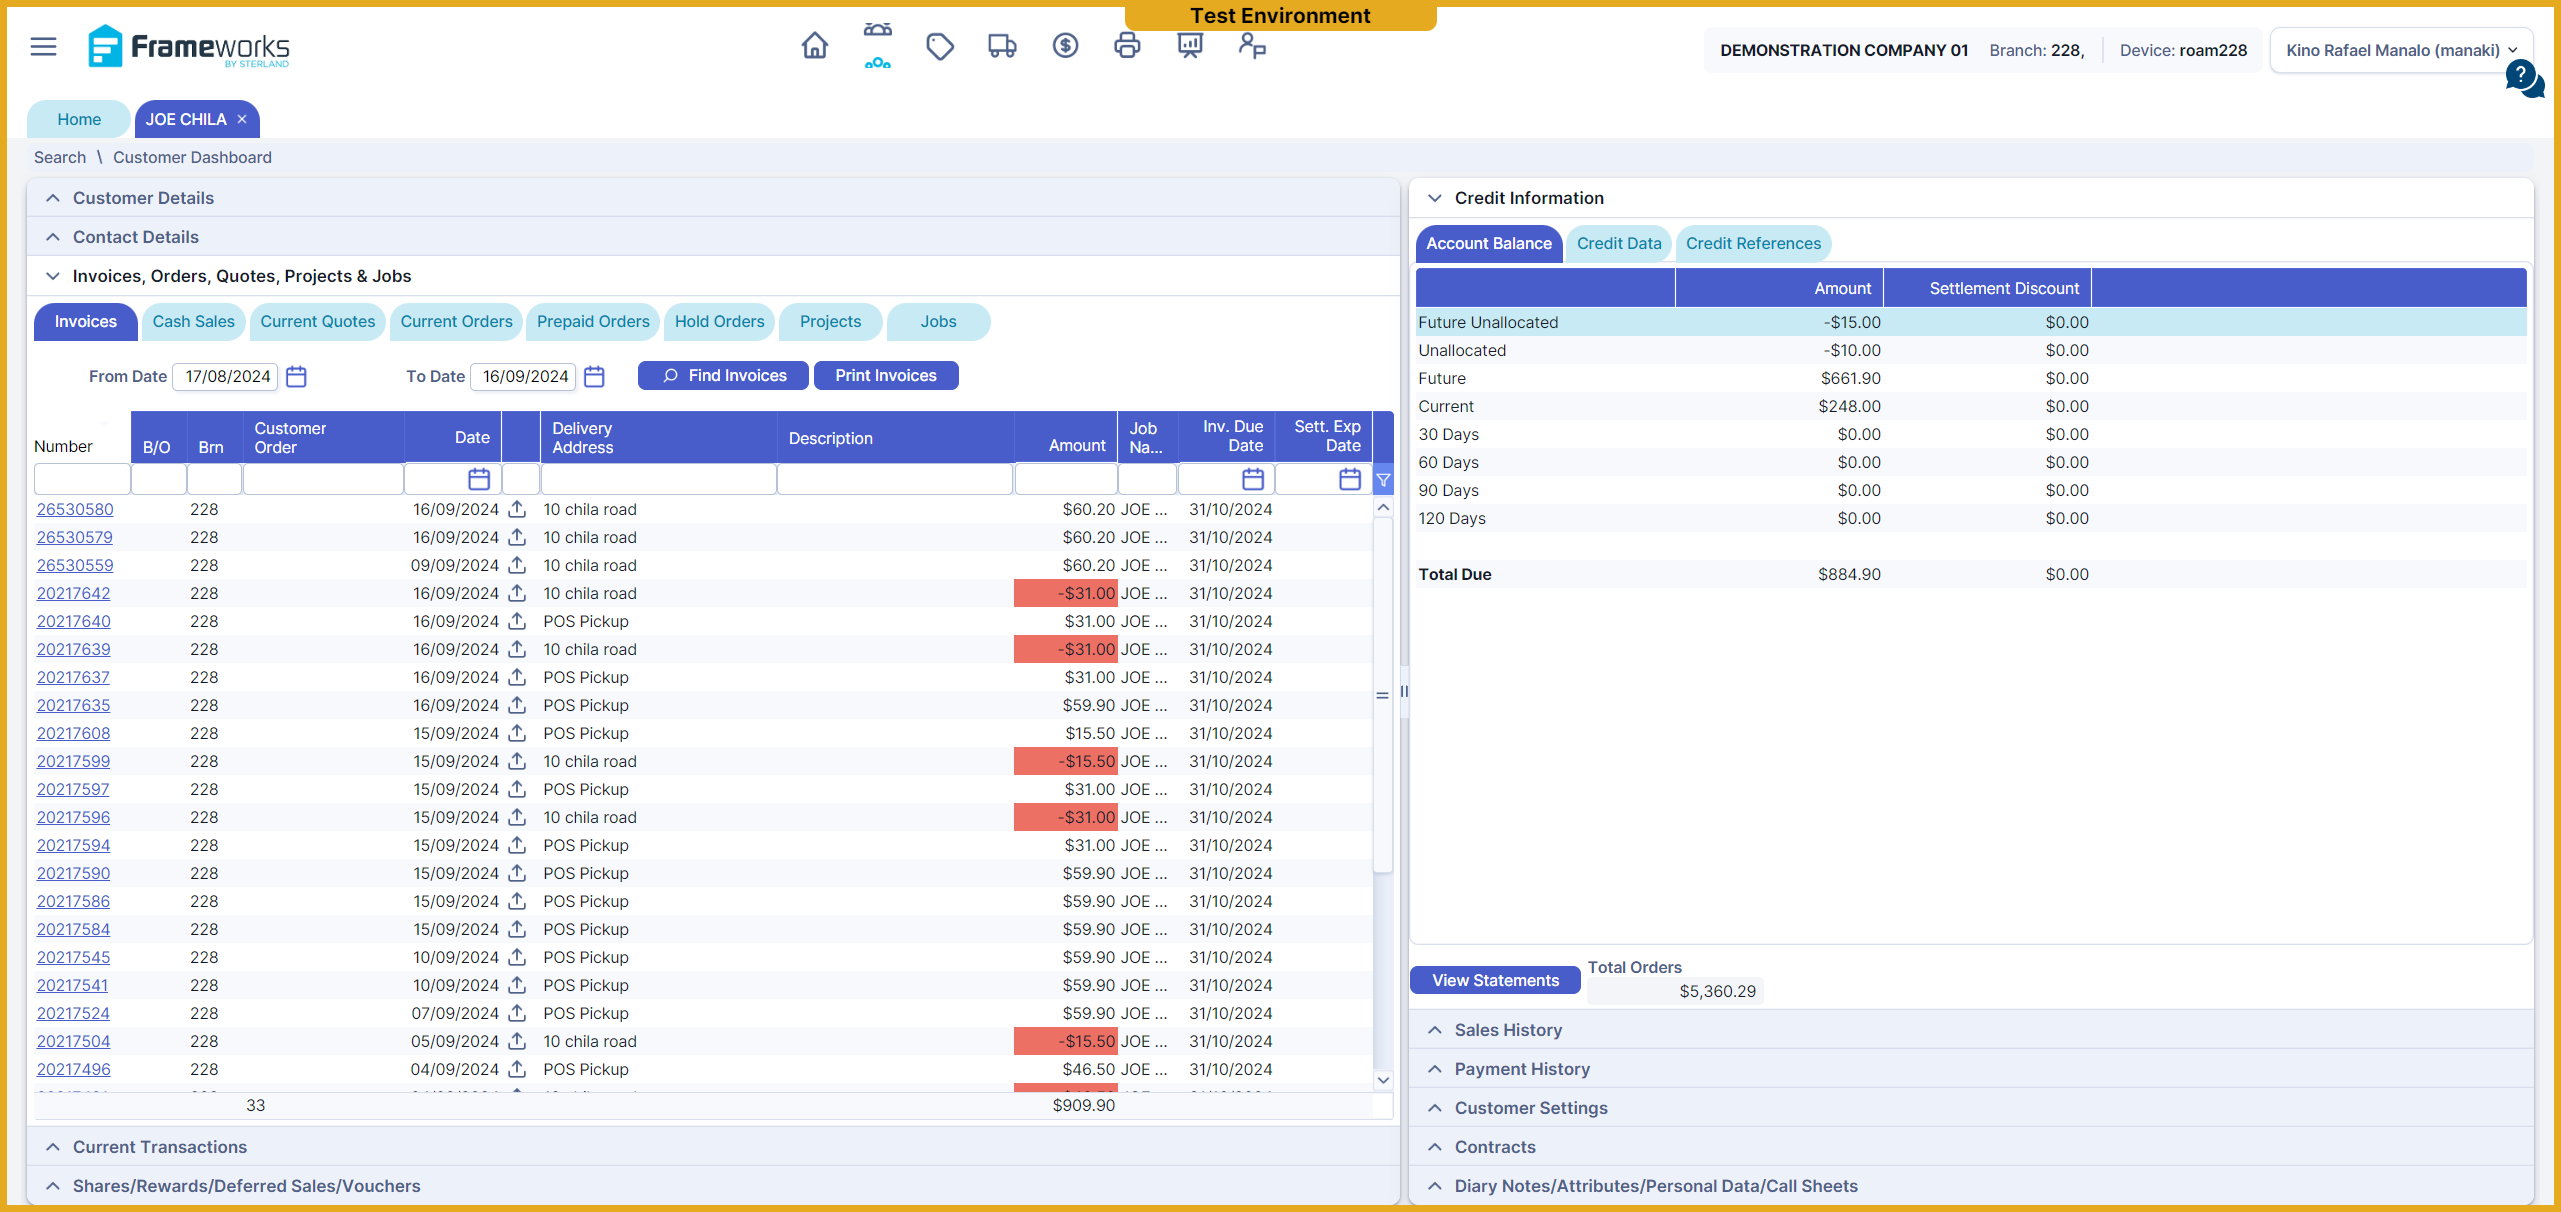 Test Environment
Frameworks
BY STERLAND
DEMONSTRATION COMPANY 01 Branch: 228, Device: roam228 Kino Rafael Manalo (manaki)
?
Home JOE CHILA ×
Search \ Customer Dashboard
Customer Details
Contact Details
Invoices, Orders, Quotes, Projects & Jobs
Invoices Cash Sales Current Quotes Current Orders Prepaid Orders Hold Orders Projects Jobs
From Date 17/08/2024 To Date 16/09/2024 Find Invoices Print Invoices
Number B/O Brn Customer Order Date Delivery Address Description Amount Job Na... Inv. Due Date Sett. Exp Date
26530580 228 16/09/2024 10 chila road $60.20 JOE ... 31/10/2024
26530579 228 16/09/2024 10 chila road $60.20 JOE ... 31/10/2024
26530559 228 09/09/2024 10 chila road $60.20 JOE ... 31/10/2024
20217642 228 16/09/2024 10 chila road -$31.00 JOE ... 31/10/2024
20217640 228 16/09/2024 POS Pickup $31.00 JOE ... 31/10/2024
20217639 228 16/09/2024 10 chila road -$31.00 JOE ... 31/10/2024
20217637 228 16/09/2024 POS Pickup $31.00 JOE ... 31/10/2024
20217635 228 16/09/2024 POS Pickup $59.90 JOE ... 31/10/2024
20217608 228 15/09/2024 POS Pickup $15.50 JOE ... 31/10/2024
20217599 228 15/09/2024 10 chila road -$15.50 JOE ... 31/10/2024
20217597 228 15/09/2024 POS Pickup $31.00 JOE ... 31/10/2024
20217596 228 15/09/2024 10 chila road -$31.00 JOE ... 31/10/2024
20217594 228 15/09/2024 POS Pickup $31.00 JOE ... 31/10/2024
20217590 228 15/09/2024 POS Pickup $59.90 JOE ... 31/10/2024
20217586 228 15/09/2024 POS Pickup $59.90 JOE ... 31/10/2024
20217584 228 15/09/2024 POS Pickup $59.90 JOE ... 31/10/2024
20217545 228 10/09/2024 POS Pickup $59.90 JOE ... 31/10/2024
20217541 228 10/09/2024 POS Pickup $59.90 JOE ... 31/10/2024
20217524 228 07/09/2024 POS Pickup $59.90 JOE ... 31/10/2024
20217504 228 05/09/2024 10 chila road -$15.50 JOE ... 31/10/2024
20217496 228 04/09/2024 POS Pickup $46.50 JOE ... 31/10/2024
33 $909.90
Current Transactions
Shares/Rewards/Deferred Sales/Vouchers
Credit Information
Account Balance Credit Data Credit References
Amount Settlement Discount
Future Unallocated -$15.00 $0.00
Unallocated -$10.00 $0.00
Future $661.90 $0.00
Current $248.00 $0.00
30 Days $0.00 $0.00
60 Days $0.00 $0.00
90 Days $0.00 $0.00
120 Days $0.00 $0.00
Total Due $884.90 $0.00
View Statements Total Orders
$5,360.29
Sales History
Payment History
Customer Settings
Contracts
Diary Notes/Attributes/Personal Data/Call Sheets